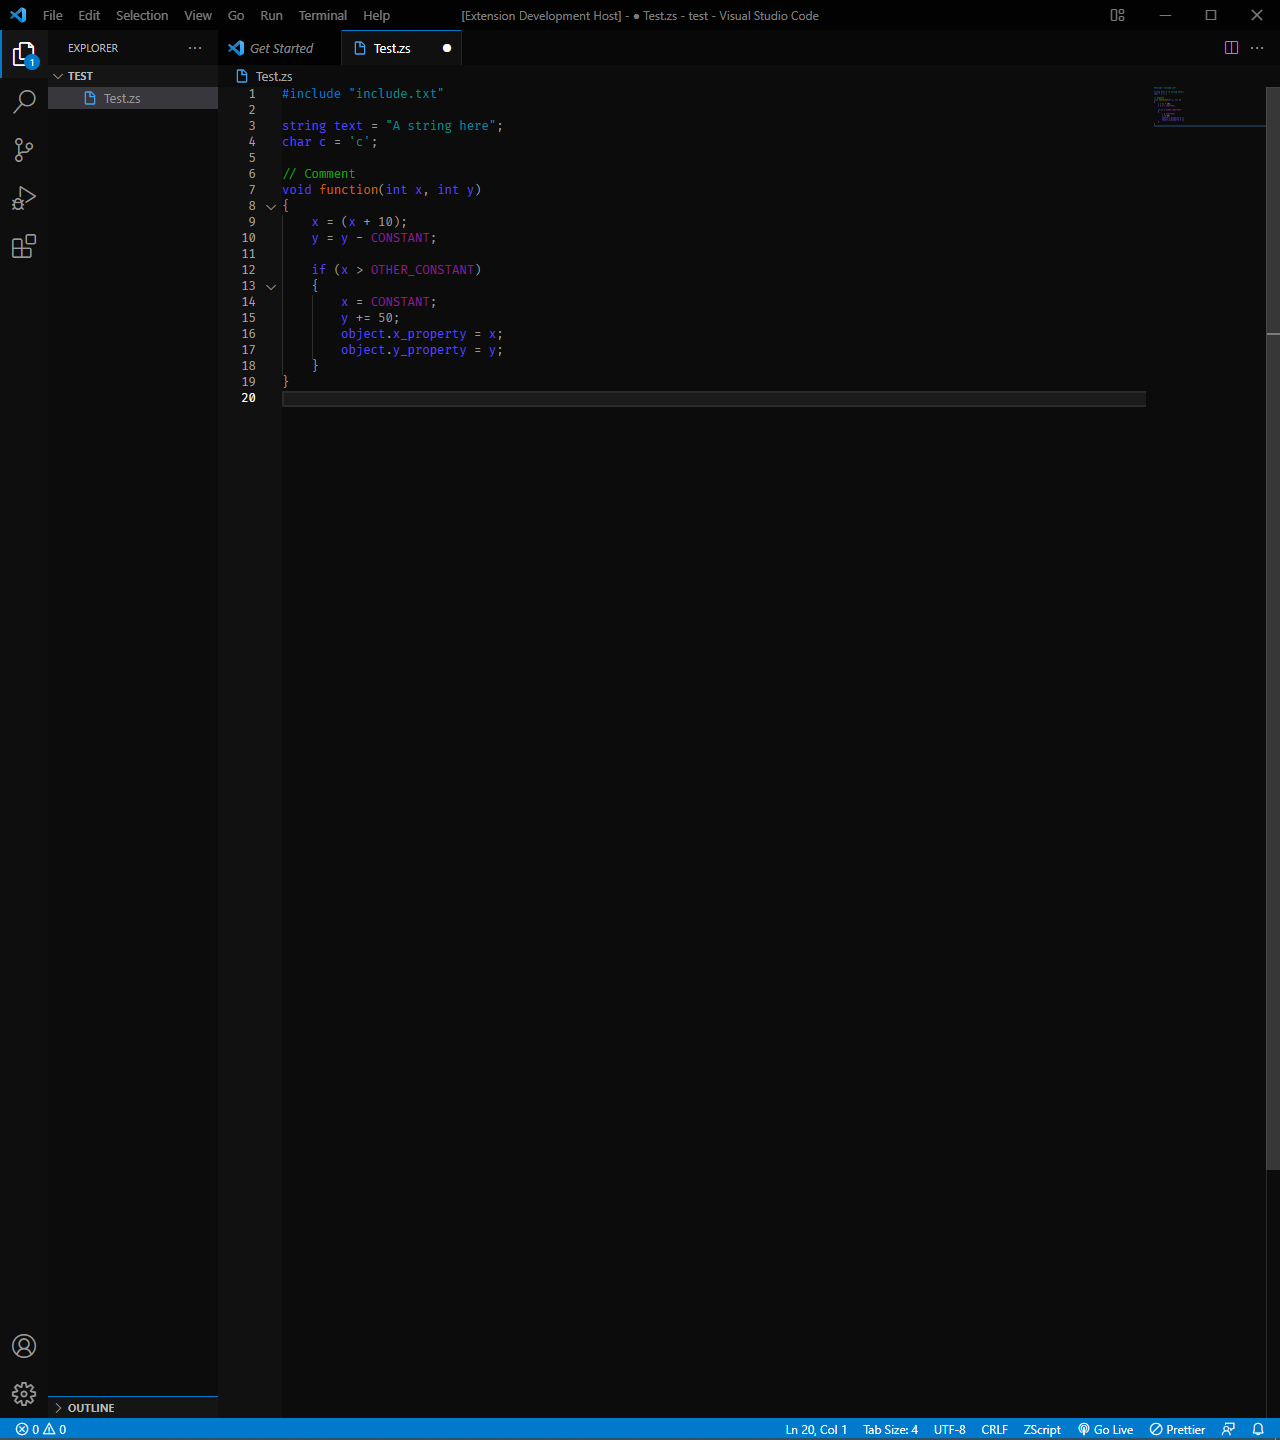 File Edit Selection View Go Run Terminal Help [Extension Development Host] - ● Test.zs - test - Visual Studio Code
1
EXPLORER ···
TEST
Test.zs
Get Started Test.zs ● ···
Test.zs
1 #include "include.txt"
2
3 string text = "A string here";
4 char c = 'c';
5
6 // Comment
7 void function(int x, int y)
8 {
9 x = (x + 10);
10 y = y - CONSTANT;
11
12 if (x > OTHER_CONSTANT)
13 {
14 x = CONSTANT;
15 y += 50;
16 object.x_property = x;
17 object.y_property = y;
18 }
19 }
20
OUTLINE
0 0 Ln 20, Col 1 Tab Size: 4 UTF-8 CRLF ZScript Go Live Prettier